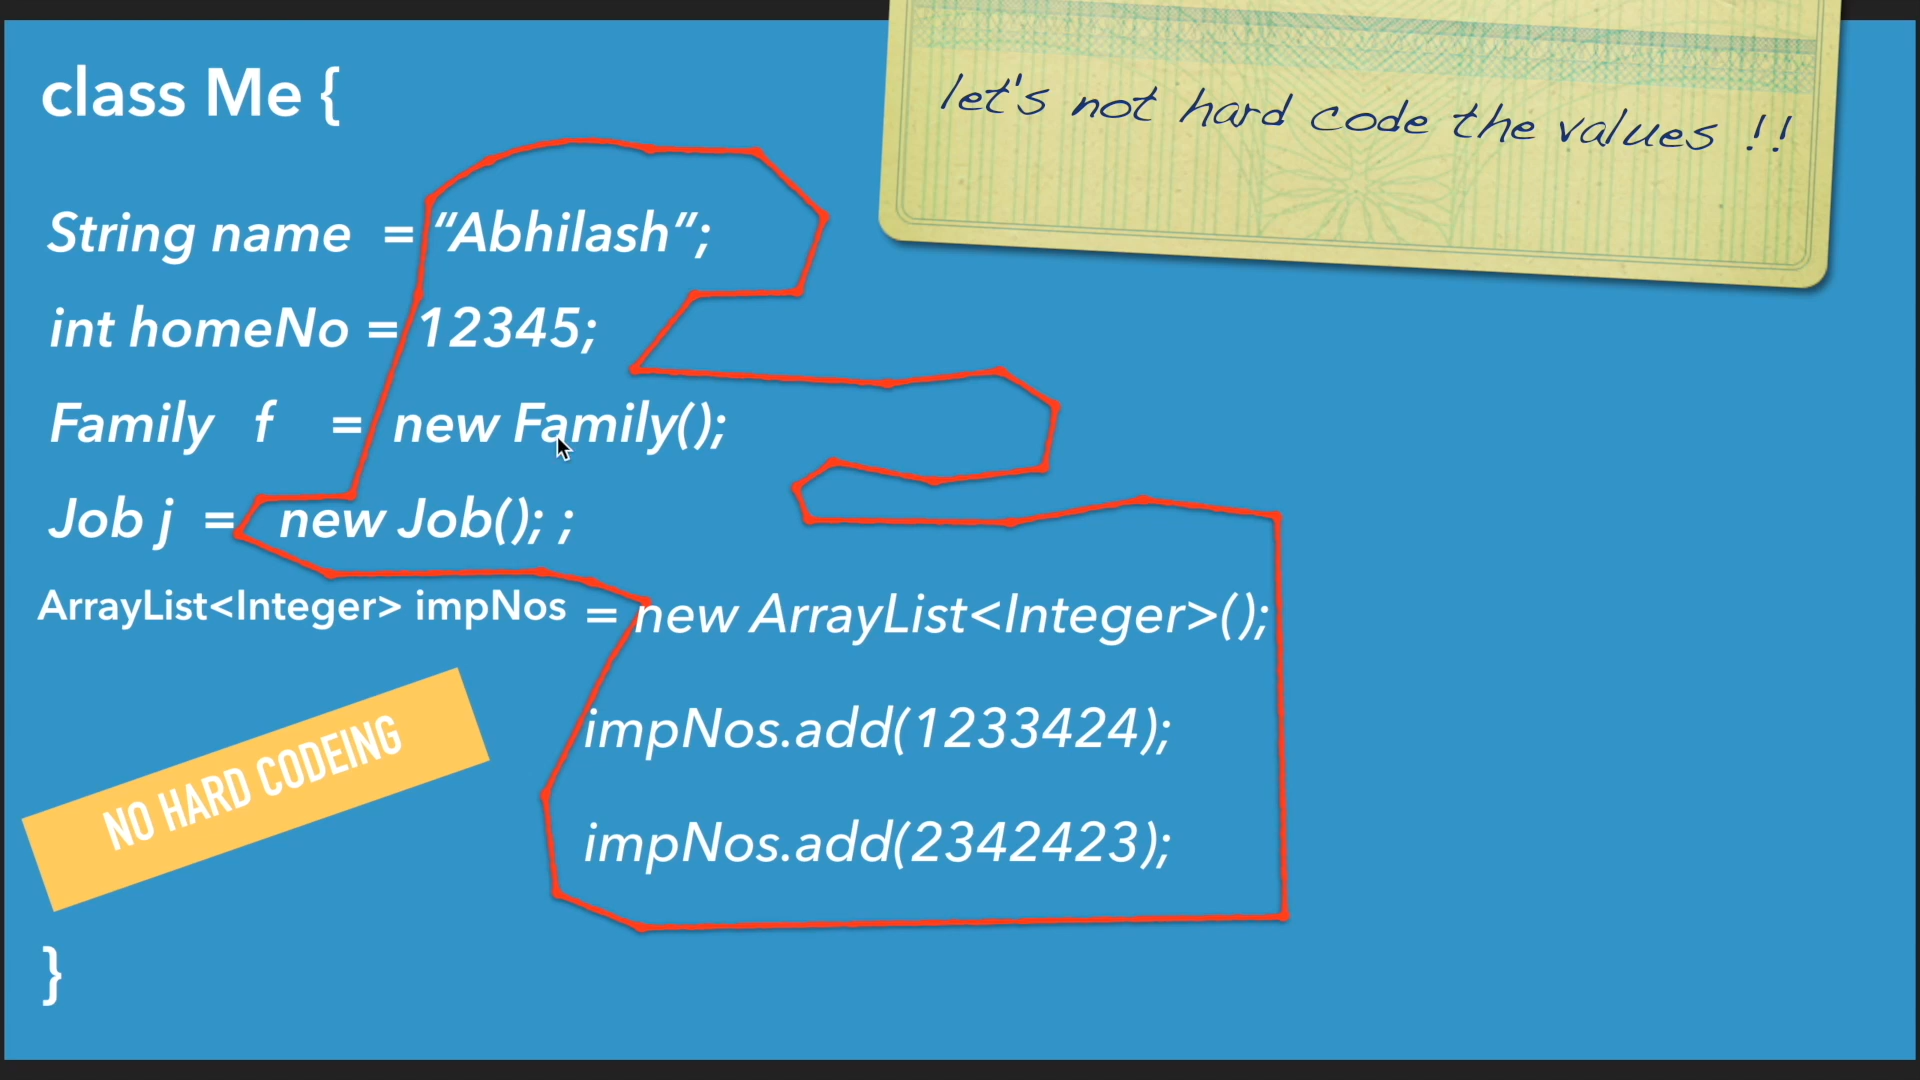 class Me {
let's not hard code the values !!
String name = “Abhilash”;
int homeNo = 12345;
Family f = new Family();
Job j = new Job(); ;
ArrayList<Integer> impNos = new ArrayList<Integer>();
impNos.add(1233424);
NO HARD CODEING
impNos.add(2342423);
}